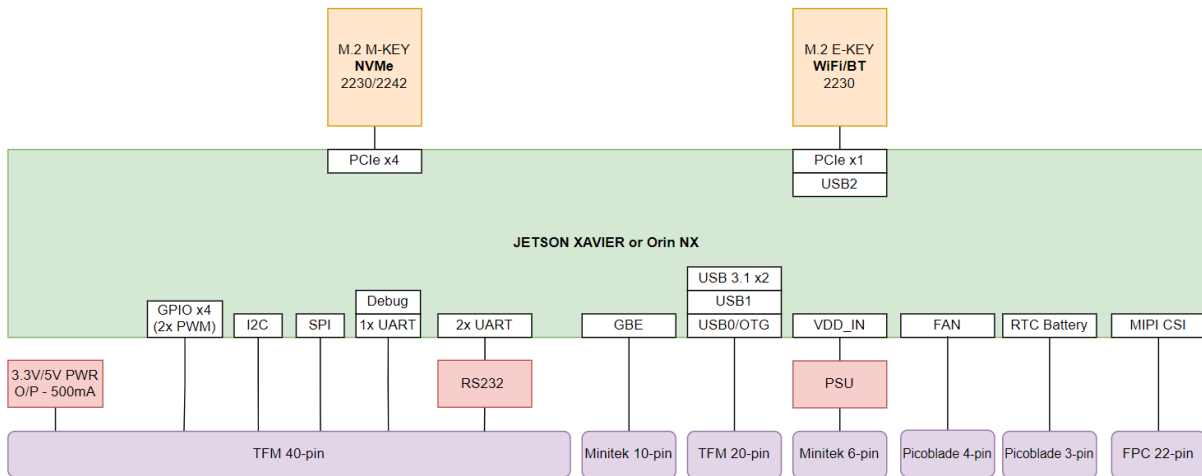 M.2 M-KEY
NVMe
2230/2242
M.2 E-KEY
WiFi/BT
2230
PCIe x4
PCIe x1
USB2
JETSON XAVIER or Orin NX
GPIO x4
(2x PWM)
I2C
SPI
Debug
1x UART
2x UART
GBE
USB 3.1 x2
USB1
USB0/OTG
VDD_IN
FAN
RTC Battery
MIPI CSI
3.3V/5V PWR
O/P - 500mA
RS232
PSU
TFM 40-pin
Minitek 10-pin
TFM 20-pin
Minitek 6-pin
Picoblade 4-pin
Picoblade 3-pin
FPC 22-pin